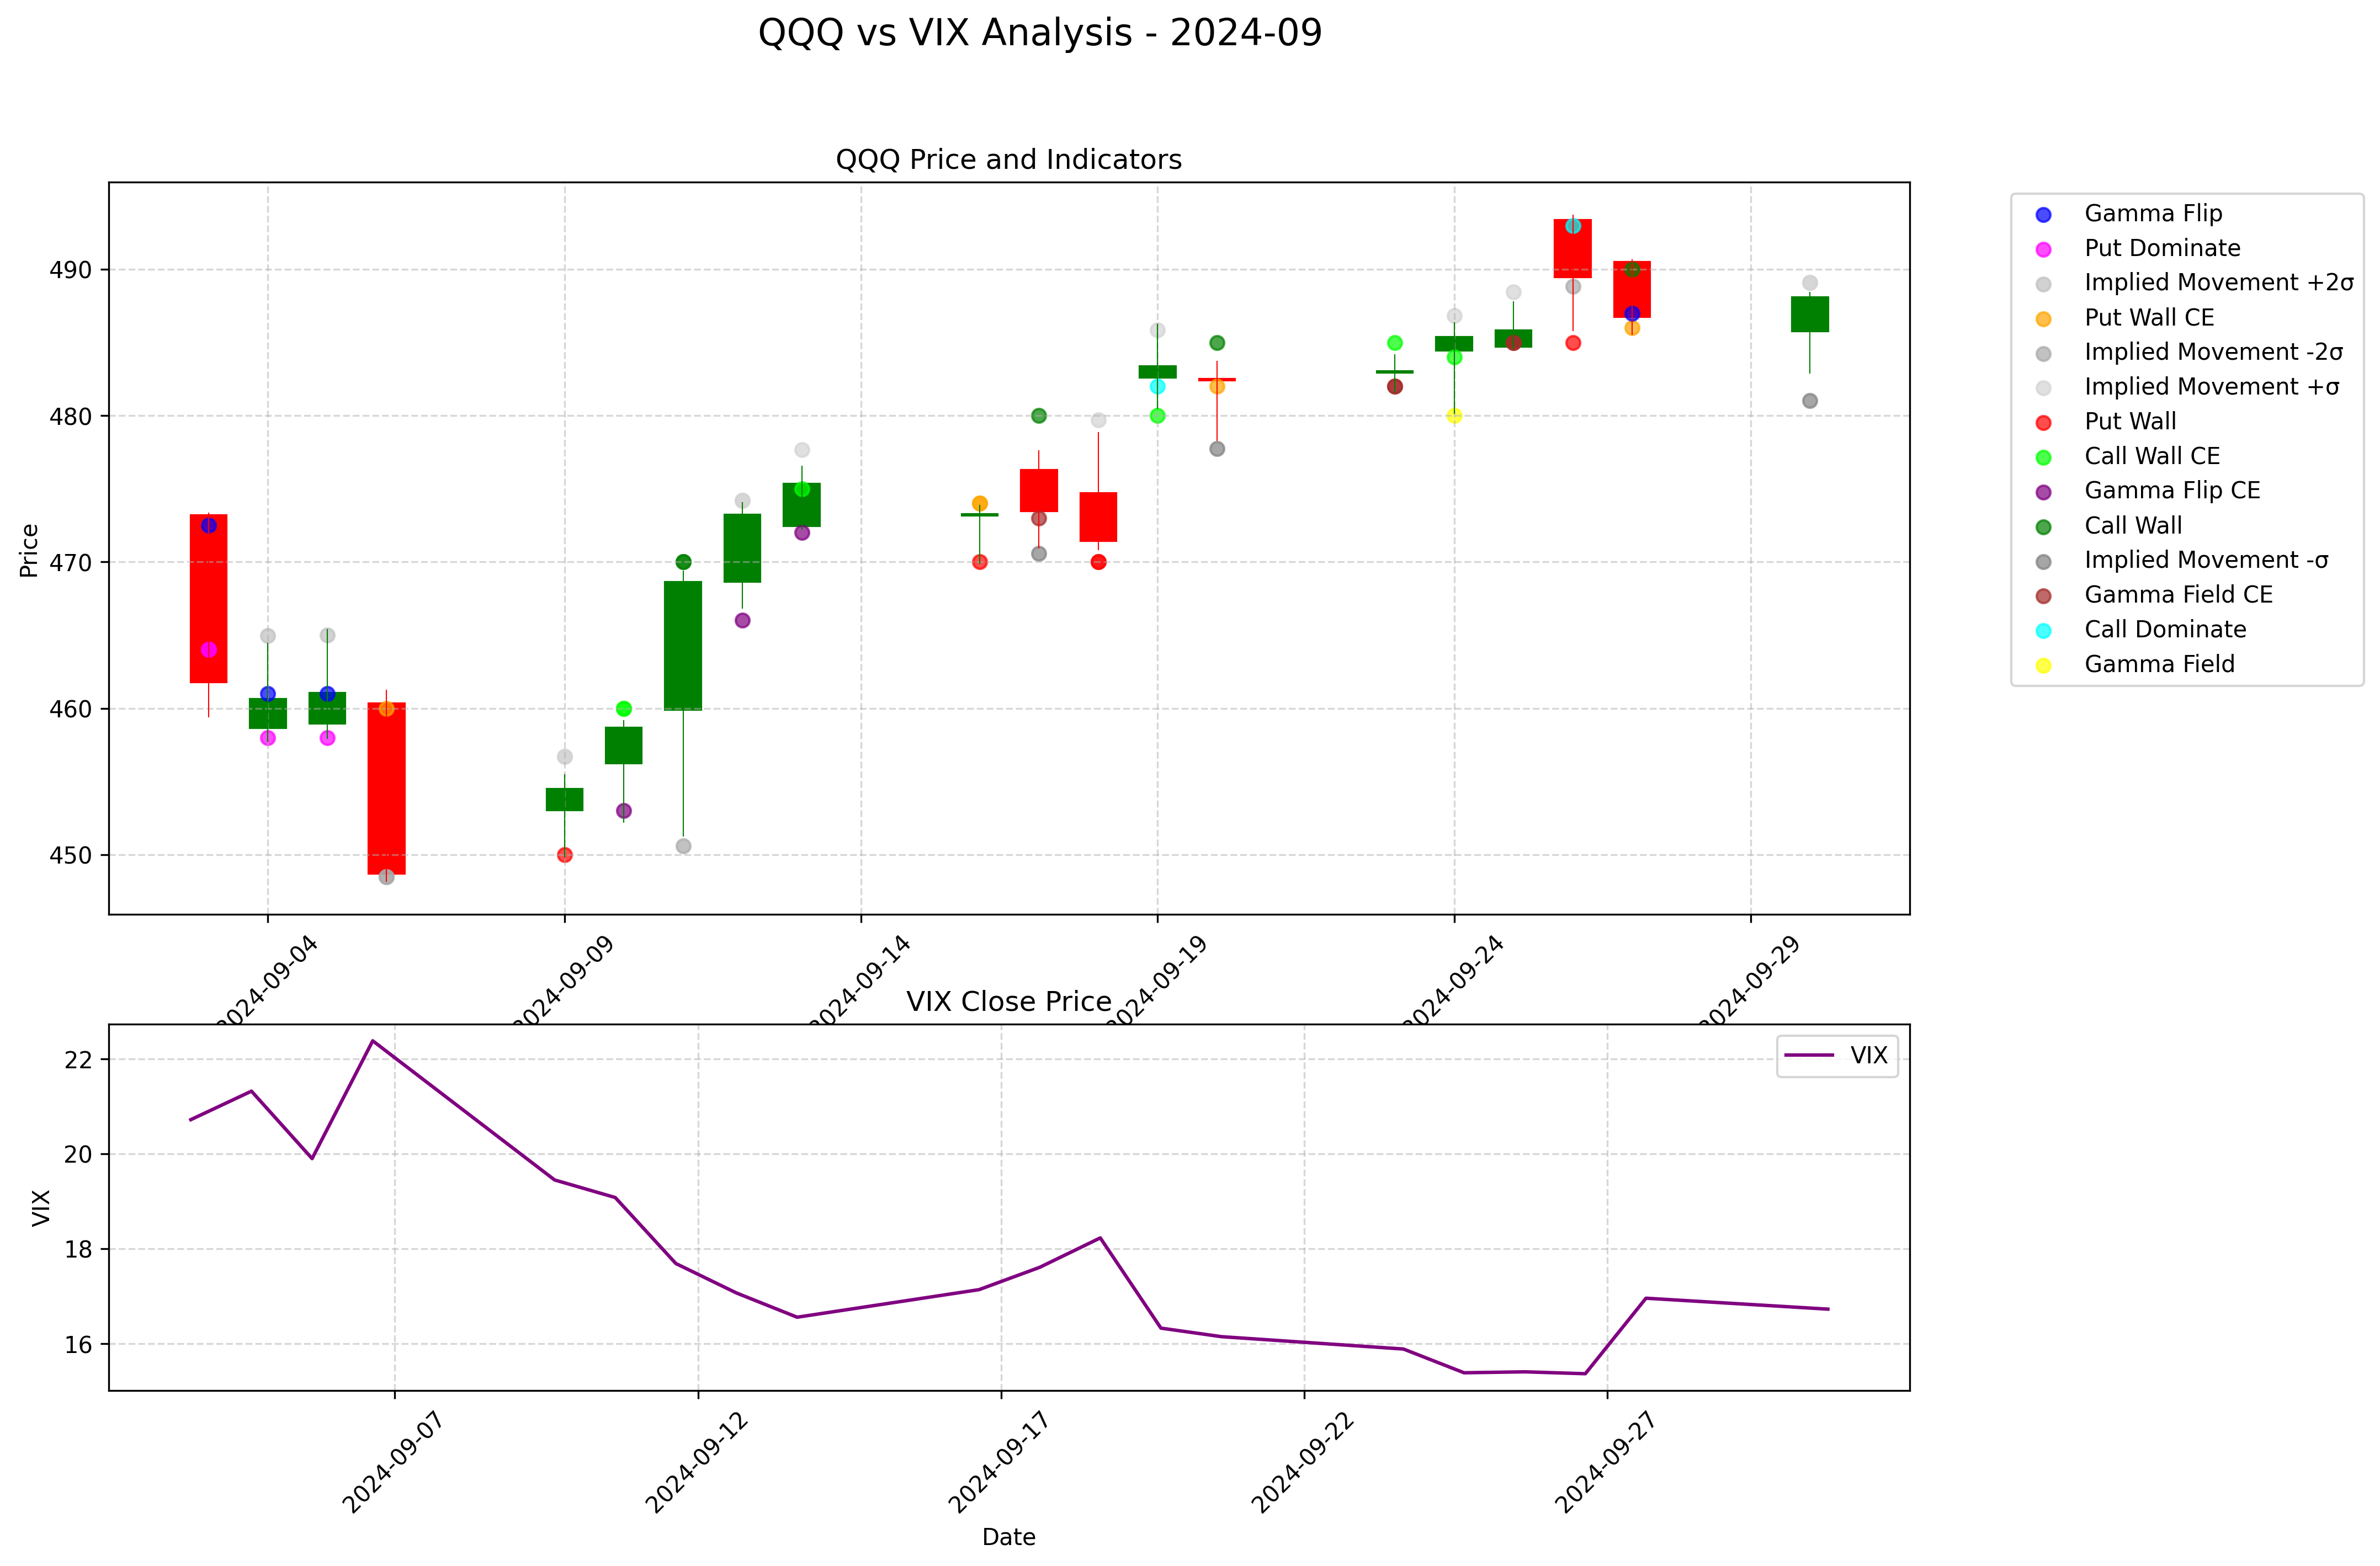 QQQ vs VIX Analysis - 2024-09
QQQ Price and Indicators
Price
490
480
470
460
450
2024-09-04
2024-09-09
2024-09-14
2024-09-19
2024-09-24
2024-09-29
Gamma Flip
Put Dominate
Implied Movement +2σ
Put Wall CE
Implied Movement -2σ
Implied Movement +σ
Put Wall
Call Wall CE
Gamma Flip CE
Call Wall
Implied Movement -σ
Gamma Field CE
Call Dominate
Gamma Field
VIX Close Price
VIX
22
20
18
16
VIX
2024-09-07
2024-09-12
2024-09-17
2024-09-22
2024-09-27
Date